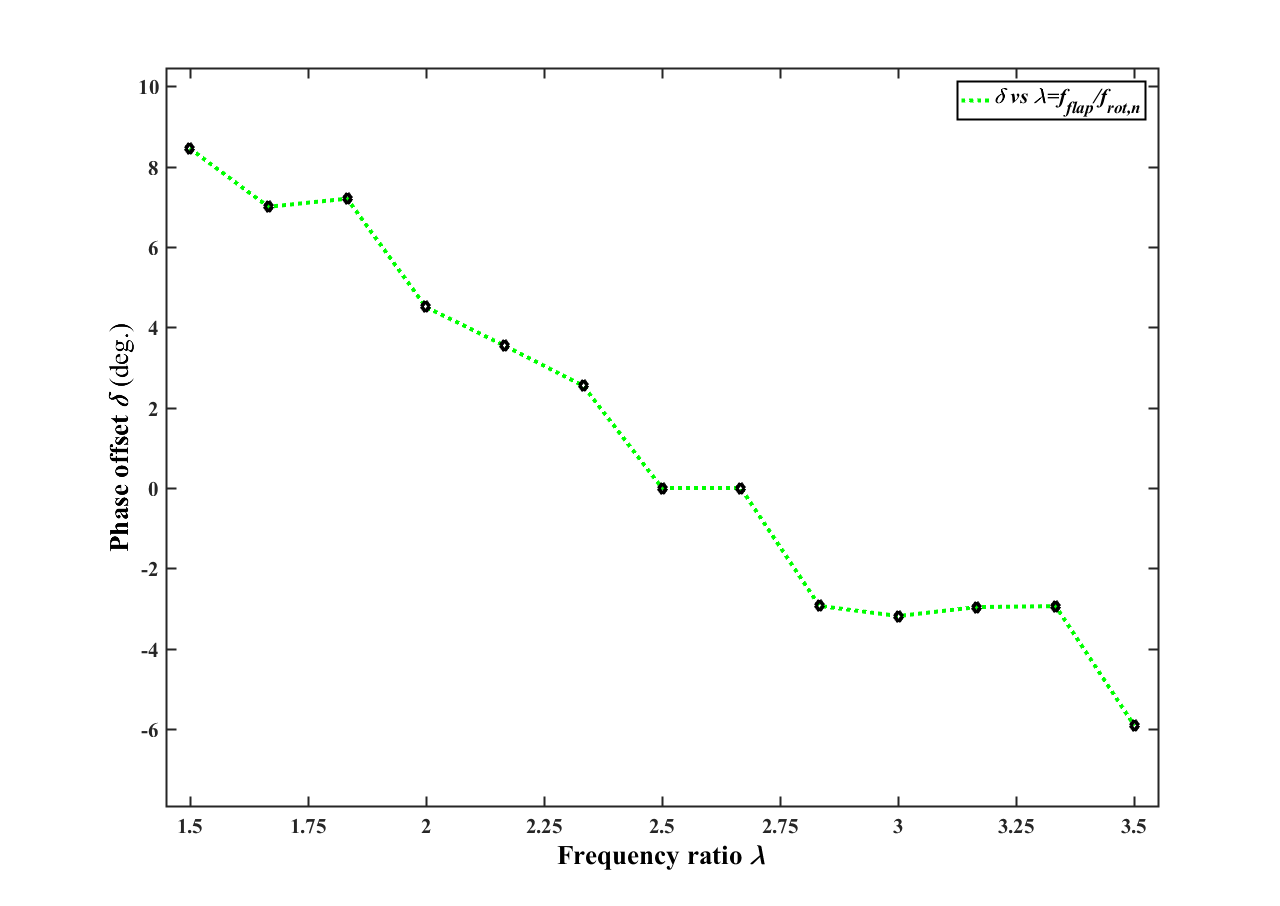 δ vs λ=f_flap/f_rot,n
10
8
6
4
2
0
-2
-4
-6
Phase offset δ (deg.)
1.5 1.75 2 2.25 2.5 2.75 3 3.25 3.5
Frequency ratio λ